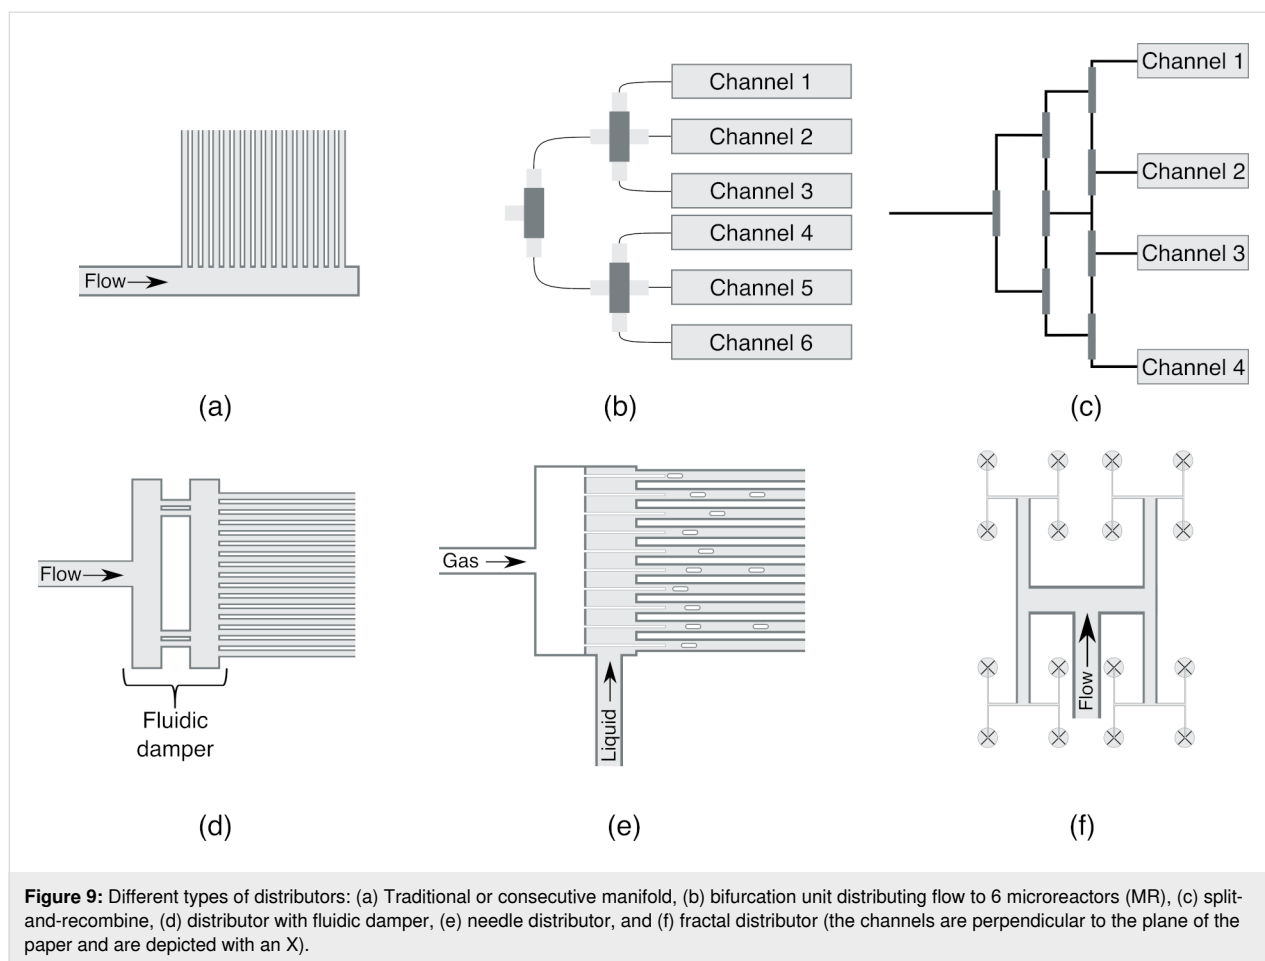 Flow
(a)
Channel 1
Channel 2
Channel 3
Channel 4
Channel 5
Channel 6
(b)
Channel 1
Channel 2
Channel 3
Channel 4
(c)
Flow
Fluidic
damper
(d)
Gas
Liquid
(e)
Flow
(f)
Figure 9: Different types of distributors: (a) Traditional or consecutive manifold, (b) bifurcation unit distributing flow to 6 microreactors (MR), (c) split-
and-recombine, (d) distributor with fluidic damper, (e) needle distributor, and (f) fractal distributor (the channels are perpendicular to the plane of the
paper and are depicted with an X).